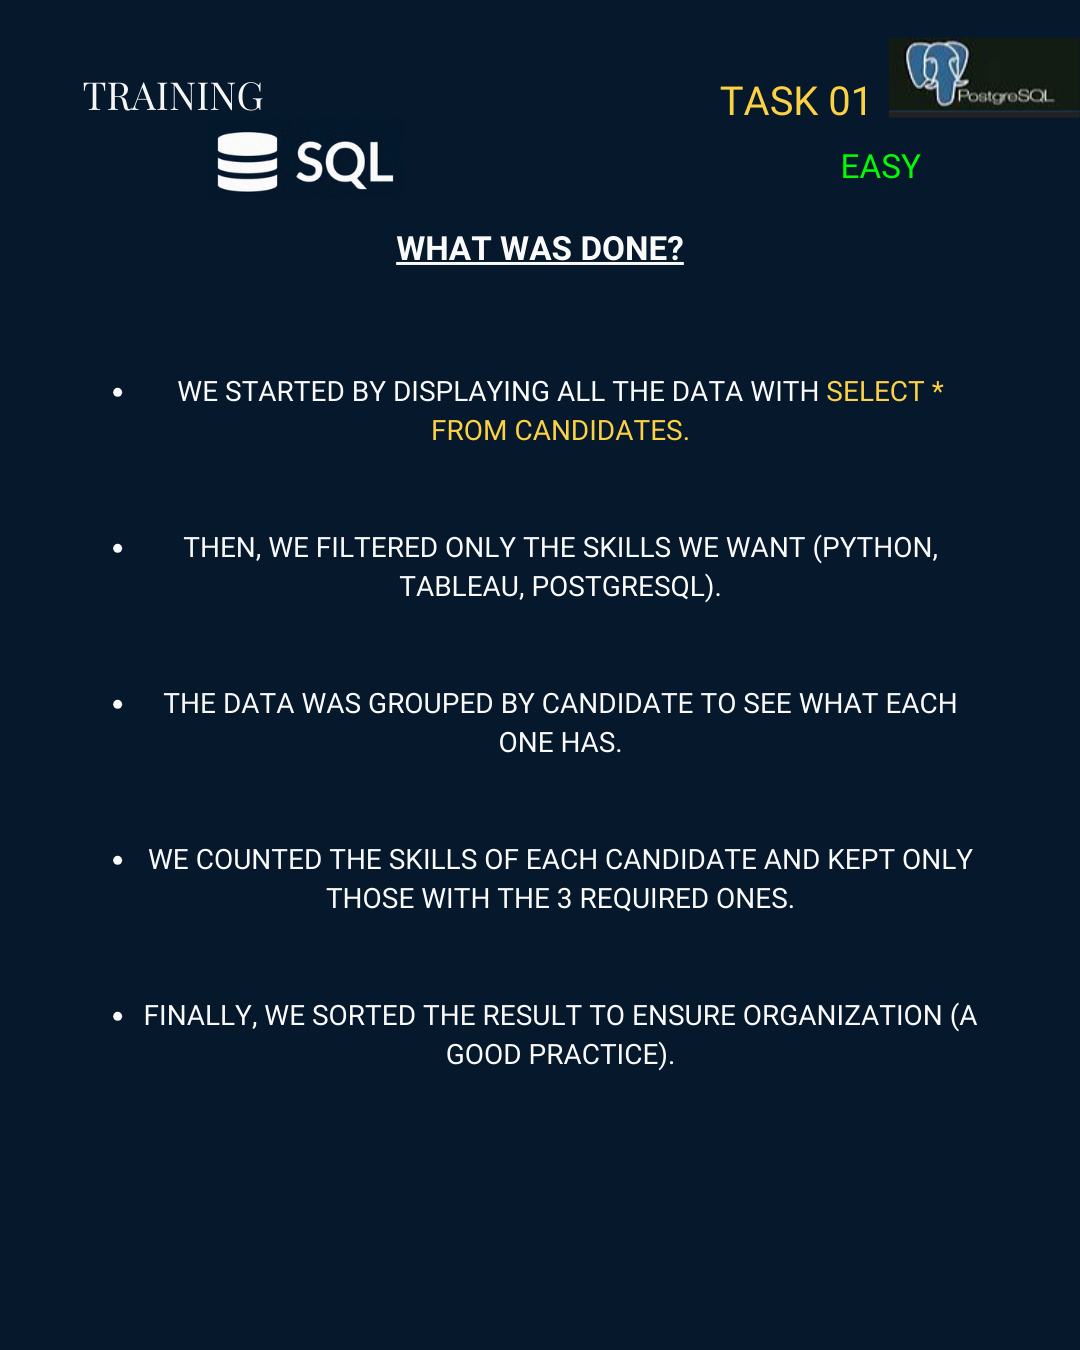 TRAINING
SQL
TASK 01
PostgreSQL
EASY
WHAT WAS DONE?
• WE STARTED BY DISPLAYING ALL THE DATA WITH SELECT *
FROM CANDIDATES.
• THEN, WE FILTERED ONLY THE SKILLS WE WANT (PYTHON,
TABLEAU, POSTGRESQL).
• THE DATA WAS GROUPED BY CANDIDATE TO SEE WHAT EACH
ONE HAS.
• WE COUNTED THE SKILLS OF EACH CANDIDATE AND KEPT ONLY
THOSE WITH THE 3 REQUIRED ONES.
• FINALLY, WE SORTED THE RESULT TO ENSURE ORGANIZATION (A
GOOD PRACTICE).